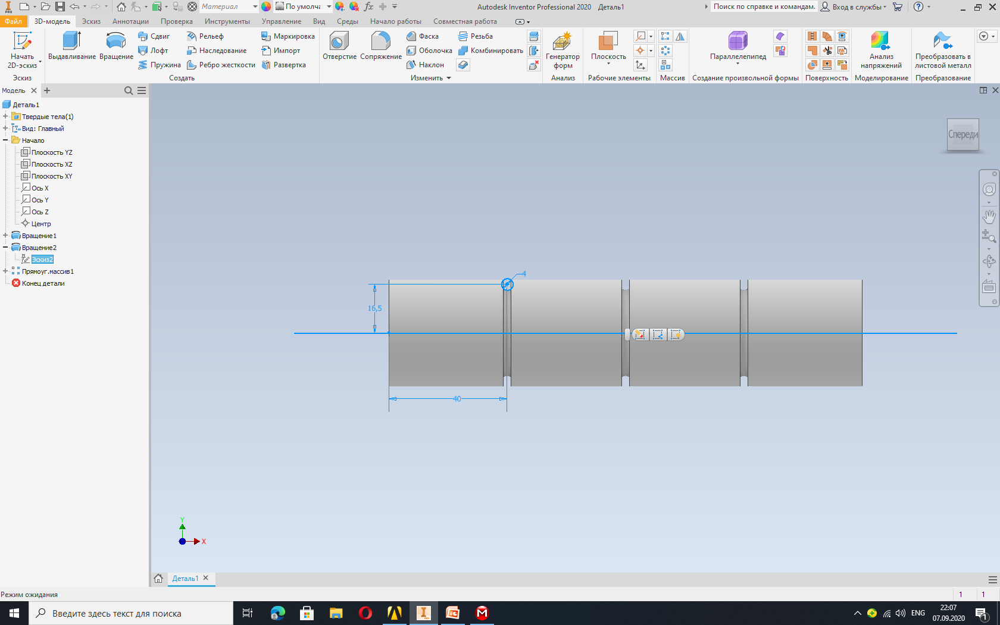 Материал
По умолча
fx
Autodesk Inventor Professional 2020 Деталь1
Поиск по справке и командам.
Вход в службы
PRO
Файл 3D-модель Эскиз Аннотации Проверка Инструменты Управление Вид Среды Начало работы Совместная работа
Начать 2D-эскиз
Выдавливание
Вращение
Сдвиг
Лофт
Пружина
Рельеф
Наследование
Ребро жесткости
Маркировка
Импорт
Развертка
Отверстие
Сопряжение
Фаска
Оболочка
Наклон
Резьба
Комбинировать
Генератор форм
Плоскость
Параллелепипед
Анализ напряжений
Преобразовать в листовой металл
Эскиз
Создать
Изменить
Анализ
Рабочие элементы
Массив
Создание произвольной формы
Поверхность
Моделирование
Преобразование
Модель
Деталь1
Твердые тела(1)
Вид: Главный
Начало
Плоскость YZ
Плоскость XZ
Плоскость XY
Ось X
Ось Y
Ось Z
Центр
Вращение1
Вращение2
Эскиз2
Прямоуг.массив1
Конец детали
Спереди
4
16,5
40
Y
X
Деталь1
Режим ожидания
1 1
Введите здесь текст для поиска
ENG
22:07
07.09.2020
1